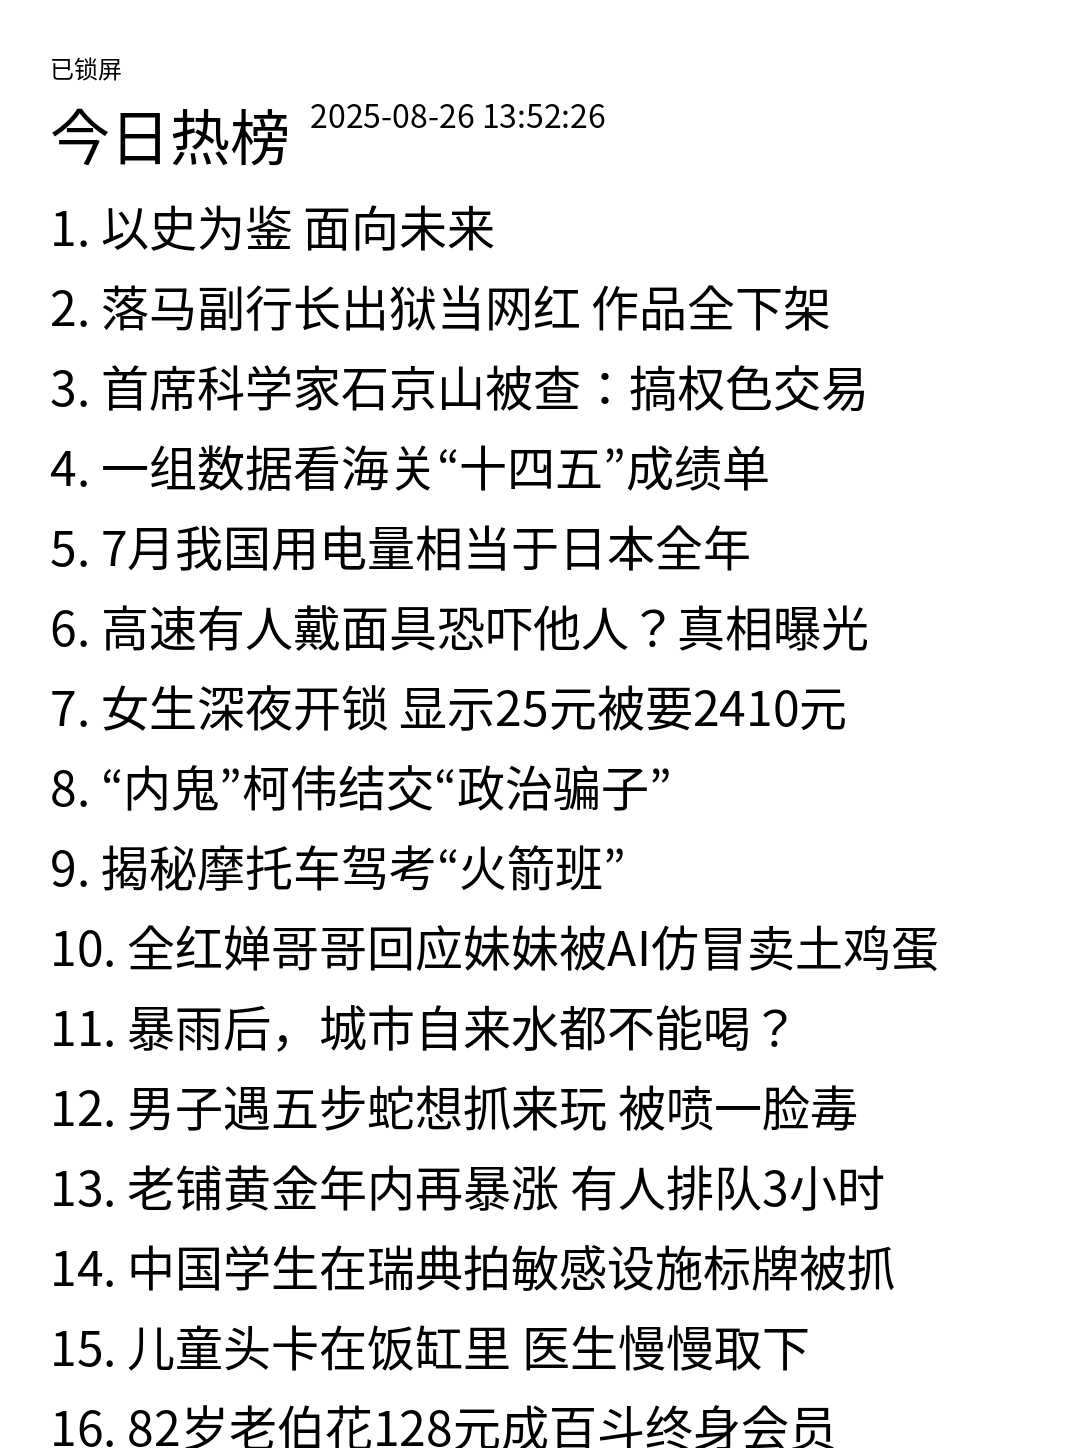 已锁屏
今日热榜 2025-08-26 13:52:26
1. 以史为鉴 面向未来
2. 落马副行长出狱当网红 作品全下架
3. 首席科学家石京山被查：搞权色交易
4. 一组数据看海关“十四五”成绩单
5. 7月我国用电量相当于日本全年
6. 高速有人戴面具恐吓他人？真相曝光
7. 女生深夜开锁 显示25元被要2410元
8. “内鬼”柯伟结交“政治骗子”
9. 揭秘摩托车驾考“火箭班”
10. 全红婵哥哥回应妹妹被AI仿冒卖土鸡蛋
11. 暴雨后，城市自来水都不能喝？
12. 男子遇五步蛇想抓来玩 被喷一脸毒
13. 老铺黄金年内再暴涨 有人排队3小时
14. 中国学生在瑞典拍敏感设施标牌被抓
15. 儿童头卡在饭缸里 医生慢慢取下
16. 82岁老伯花128元成百斗终身会员